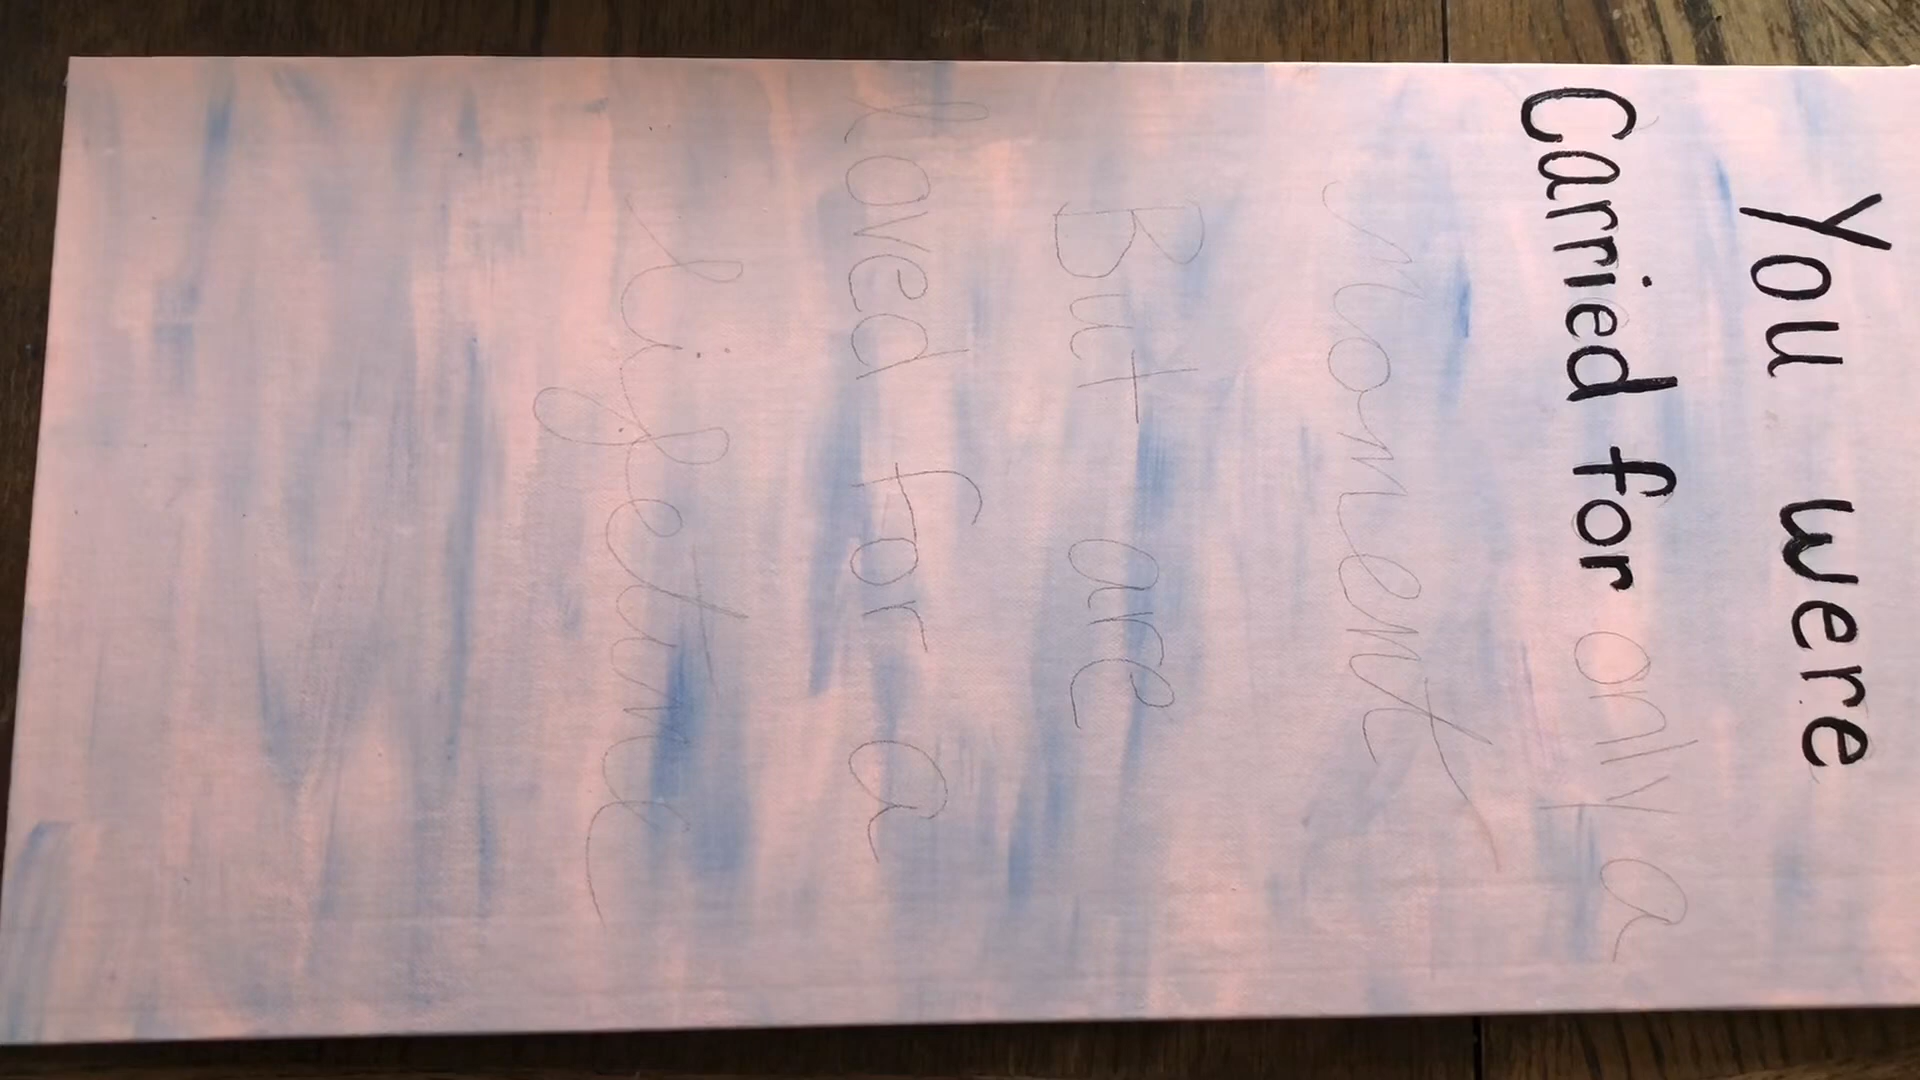 You were
Carried for only a
moment
But are
loved for a
lifetime